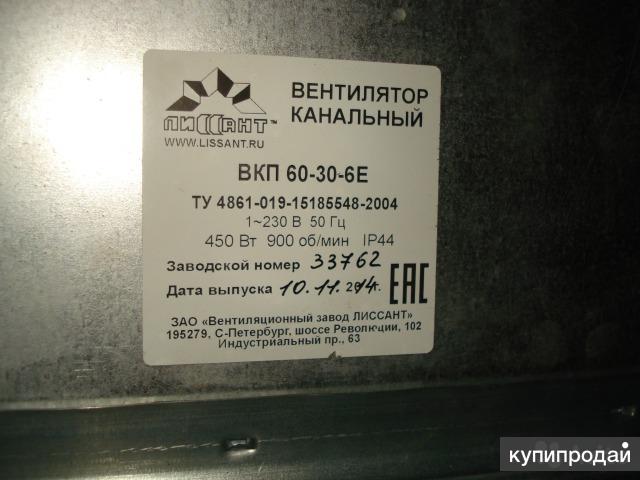 ЛИССАНТ™
WWW.LISSANT.RU
ВЕНТИЛЯТОР
КАНАЛЬНЫЙ
ВКП 60-30-6Е
ТУ 4861-019-15185548-2004
1~230 В 50 Гц
450 Вт 900 об/мин IP44
Заводской номер 33762
Дата выпуска 10.11.2014г.
EAC
ЗАО «Вентиляционный завод ЛИССАНТ»
195279, С-Петербург, шоссе Революции, 102
Индустриальный пр., 63
купипродай